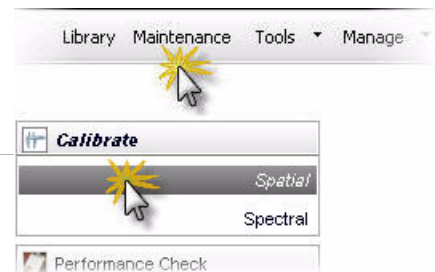 Library Maintenance Tools Manage
Calibrate
Spatial
Spectral
Performance Check